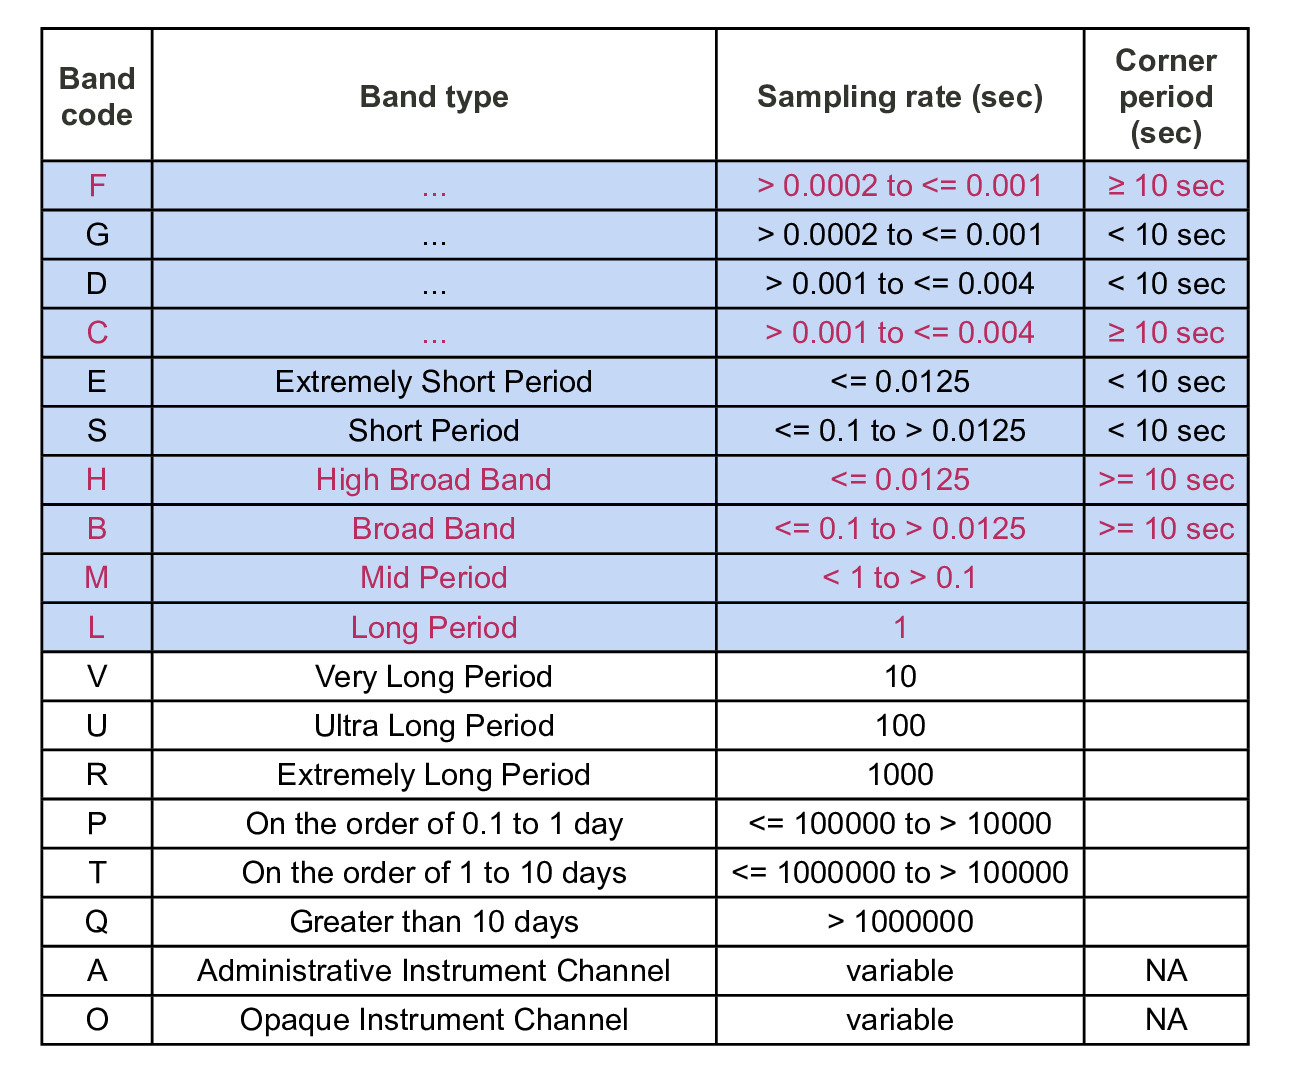 Band code | Band type | Sampling rate (sec) | Corner period (sec)
F | ... | > 0.0002 to <= 0.001 | ≥ 10 sec
G | ... | > 0.0002 to <= 0.001 | < 10 sec
D | ... | > 0.001 to <= 0.004 | < 10 sec
C | ... | > 0.001 to <= 0.004 | ≥ 10 sec
E | Extremely Short Period | <= 0.0125 | < 10 sec
S | Short Period | <= 0.1 to > 0.0125 | < 10 sec
H | High Broad Band | <= 0.0125 | >= 10 sec
B | Broad Band | <= 0.1 to > 0.0125 | >= 10 sec
M | Mid Period | < 1 to > 0.1
L | Long Period | 1
V | Very Long Period | 10
U | Ultra Long Period | 100
R | Extremely Long Period | 1000
P | On the order of 0.1 to 1 day | <= 100000 to > 10000
T | On the order of 1 to 10 days | <= 1000000 to > 100000
Q | Greater than 10 days | > 1000000
A | Administrative Instrument Channel | variable | NA
O | Opaque Instrument Channel | variable | NA